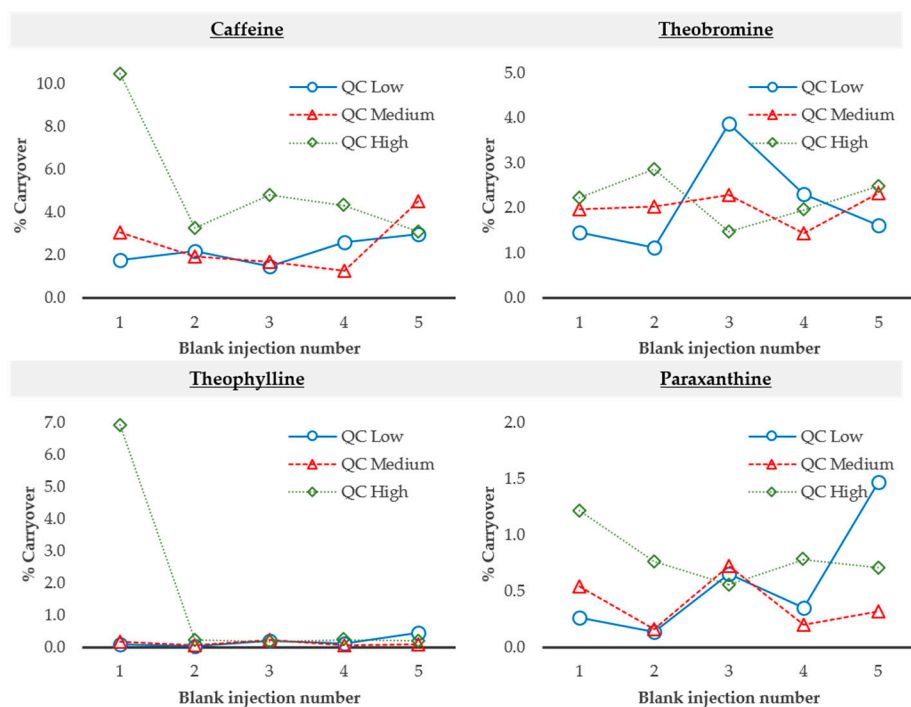 Caffeine
10.0
8.0
6.0
4.0
2.0
0.0
% Carryover
QC Low
QC Medium
QC High
1 2 3 4 5
Blank injection number
Theobromine
5.0
4.0
3.0
2.0
1.0
0.0
% Carryover
QC Low
QC Medium
QC High
1 2 3 4 5
Blank injection number
Theophylline
7.0
6.0
5.0
4.0
3.0
2.0
1.0
0.0
% Carryover
QC Low
QC Medium
QC High
1 2 3 4 5
Blank injection number
Paraxanthine
2.0
1.5
1.0
0.5
0.0
% Carryover
QC Low
QC Medium
QC High
1 2 3 4 5
Blank injection number